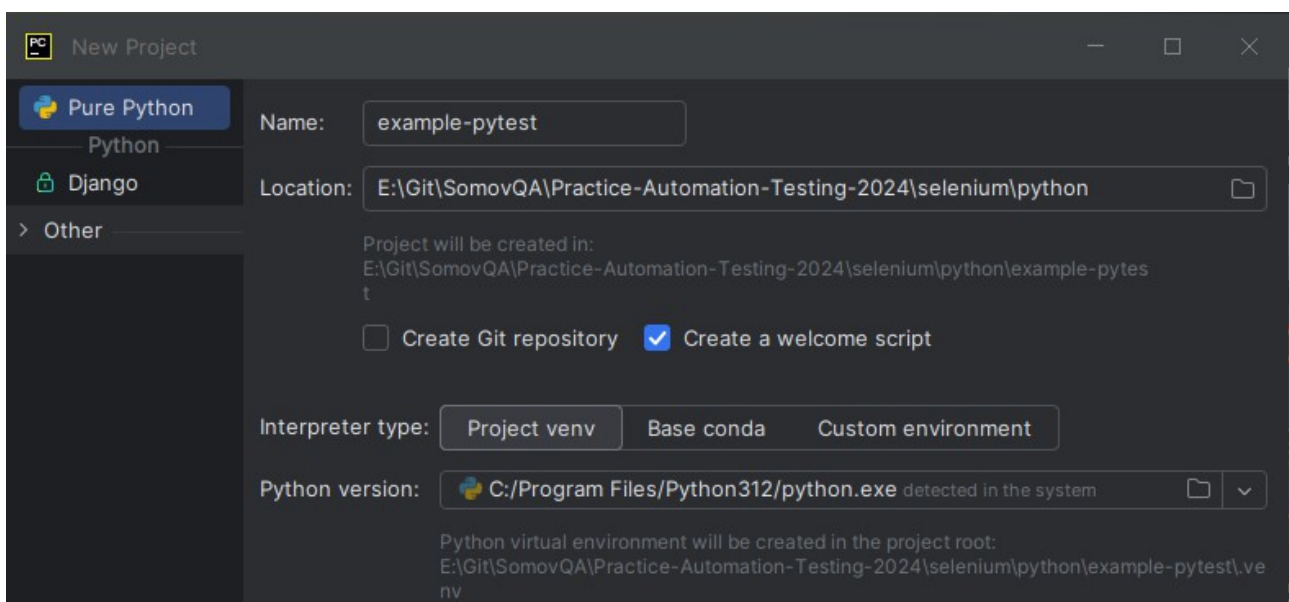 PC
New Project
Pure Python
Python
Django
Other
Name: example-pytest
Location: E:\Git\SomovQA\Practice-Automation-Testing-2024\selenium\python
Project will be created in:
E:\Git\SomovQA\Practice-Automation-Testing-2024\selenium\python\example-pytes
t
Create Git repository Create a welcome script
Interpreter type: Project venv Base conda Custom environment
Python version: C:/Program Files/Python312/python.exe detected in the system
Python virtual environment will be created in the project root:
E:\Git\SomovQA\Practice-Automation-Testing-2024\selenium\python\example-pytest\.ve
nv